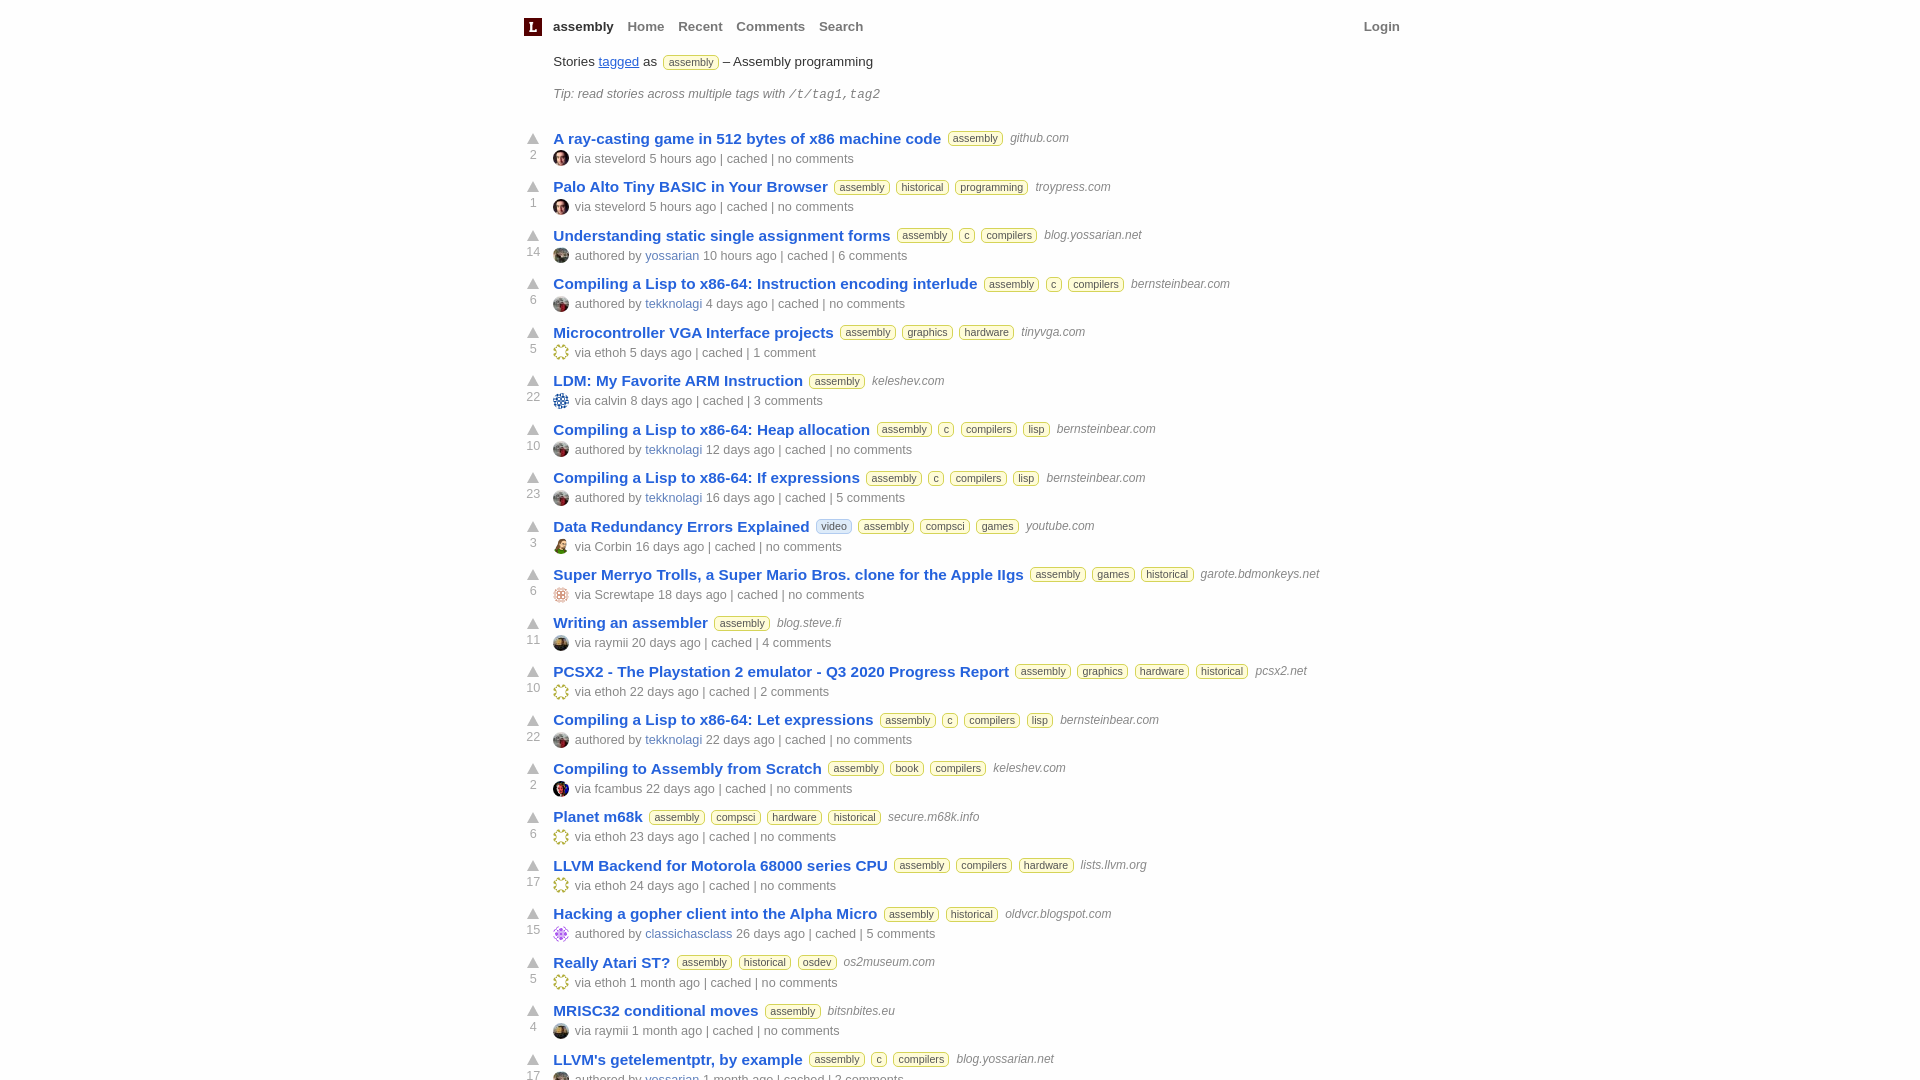 L assembly Home Recent Comments Search Login
Stories tagged as assembly – Assembly programming
Tip: read stories across multiple tags with /t/tag1,tag2
A ray-casting game in 512 bytes of x86 machine code assembly github.com
2 via stevelord 5 hours ago | cached | no comments
Palo Alto Tiny BASIC in Your Browser assembly historical programming troypress.com
1 via stevelord 5 hours ago | cached | no comments
Understanding static single assignment forms assembly c compilers blog.yossarian.net
14 authored by yossarian 10 hours ago | cached | 6 comments
Compiling a Lisp to x86-64: Instruction encoding interlude assembly c compilers bernsteinbear.com
6 authored by tekknolagi 4 days ago | cached | no comments
Microcontroller VGA Interface projects assembly graphics hardware tinyvga.com
5 via ethoh 5 days ago | cached | 1 comment
LDM: My Favorite ARM Instruction assembly keleshev.com
22 via calvin 8 days ago | cached | 3 comments
Compiling a Lisp to x86-64: Heap allocation assembly c compilers lisp bernsteinbear.com
10 authored by tekknolagi 12 days ago | cached | no comments
Compiling a Lisp to x86-64: If expressions assembly c compilers lisp bernsteinbear.com
23 authored by tekknolagi 16 days ago | cached | 5 comments
Data Redundancy Errors Explained video assembly compsci games youtube.com
3 via Corbin 16 days ago | cached | no comments
Super Merryo Trolls, a Super Mario Bros. clone for the Apple IIgs assembly games historical garote.bdmonkeys.net
6 via Screwtape 18 days ago | cached | no comments
Writing an assembler assembly blog.steve.fi
11 via raymii 20 days ago | cached | 4 comments
PCSX2 - The Playstation 2 emulator - Q3 2020 Progress Report assembly graphics hardware historical pcsx2.net
10 via ethoh 22 days ago | cached | 2 comments
Compiling a Lisp to x86-64: Let expressions assembly c compilers lisp bernsteinbear.com
22 authored by tekknolagi 22 days ago | cached | no comments
Compiling to Assembly from Scratch assembly book compilers keleshev.com
2 via fcambus 22 days ago | cached | no comments
Planet m68k assembly compsci hardware historical secure.m68k.info
6 via ethoh 23 days ago | cached | no comments
LLVM Backend for Motorola 68000 series CPU assembly compilers hardware lists.llvm.org
17 via ethoh 24 days ago | cached | no comments
Hacking a gopher client into the Alpha Micro assembly historical oldvcr.blogspot.com
15 authored by classichasclass 26 days ago | cached | 5 comments
Really Atari ST? assembly historical osdev os2museum.com
5 via ethoh 1 month ago | cached | no comments
MRISC32 conditional moves assembly bitsnbites.eu
4 via raymii 1 month ago | cached | no comments
LLVM's getelementptr, by example assembly c compilers blog.yossarian.net
17 authored by yossarian 1 month ago | cached | 2 comments